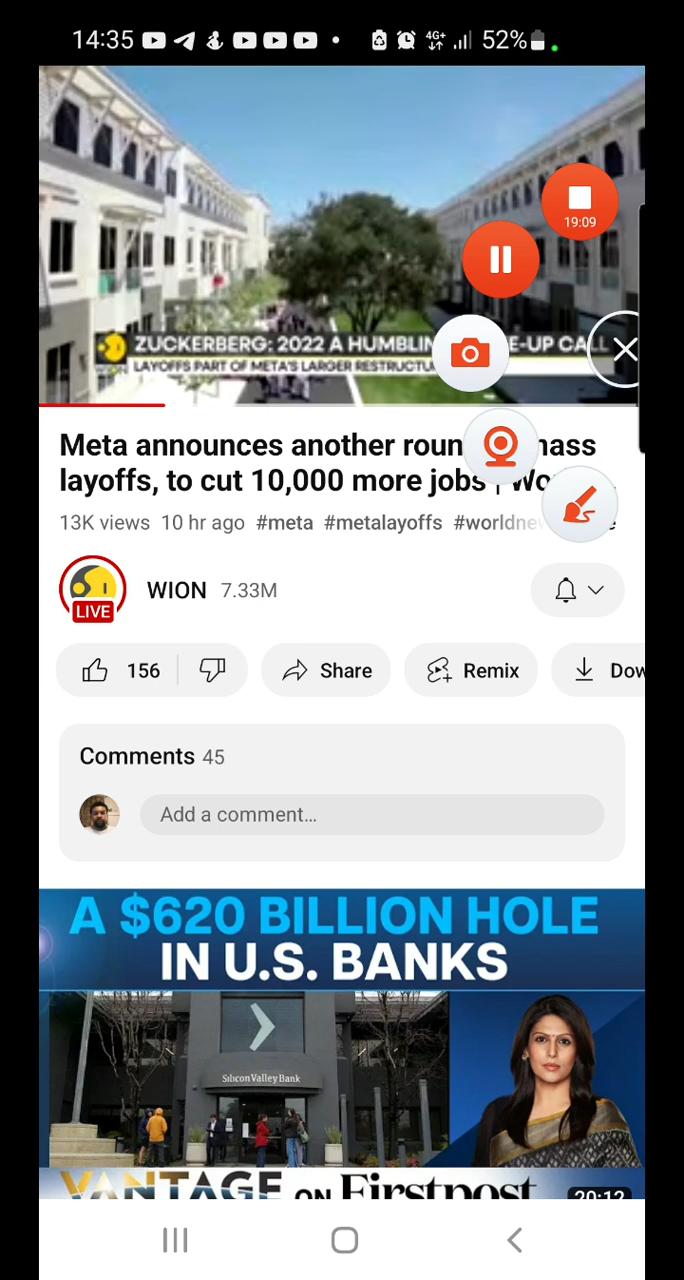 14:35 4G+ 52%
19:09
ZUCKERBERG: 2022 A HUMBLIN E-UP CALL
LAYOFFS PART OF META'S LARGER RESTRUCTU
Meta announces another roun mass
layoffs, to cut 10,000 more jobs | Wo
13K views 10 hr ago #meta #metalayoffs #worldne
WION 7.33M
LIVE
156 Share Remix Dow
Comments 45
Add a comment...
A $620 BILLION HOLE
IN U.S. BANKS
Silicon Valley Bank
VANTAGE ON Firstpost
20:12